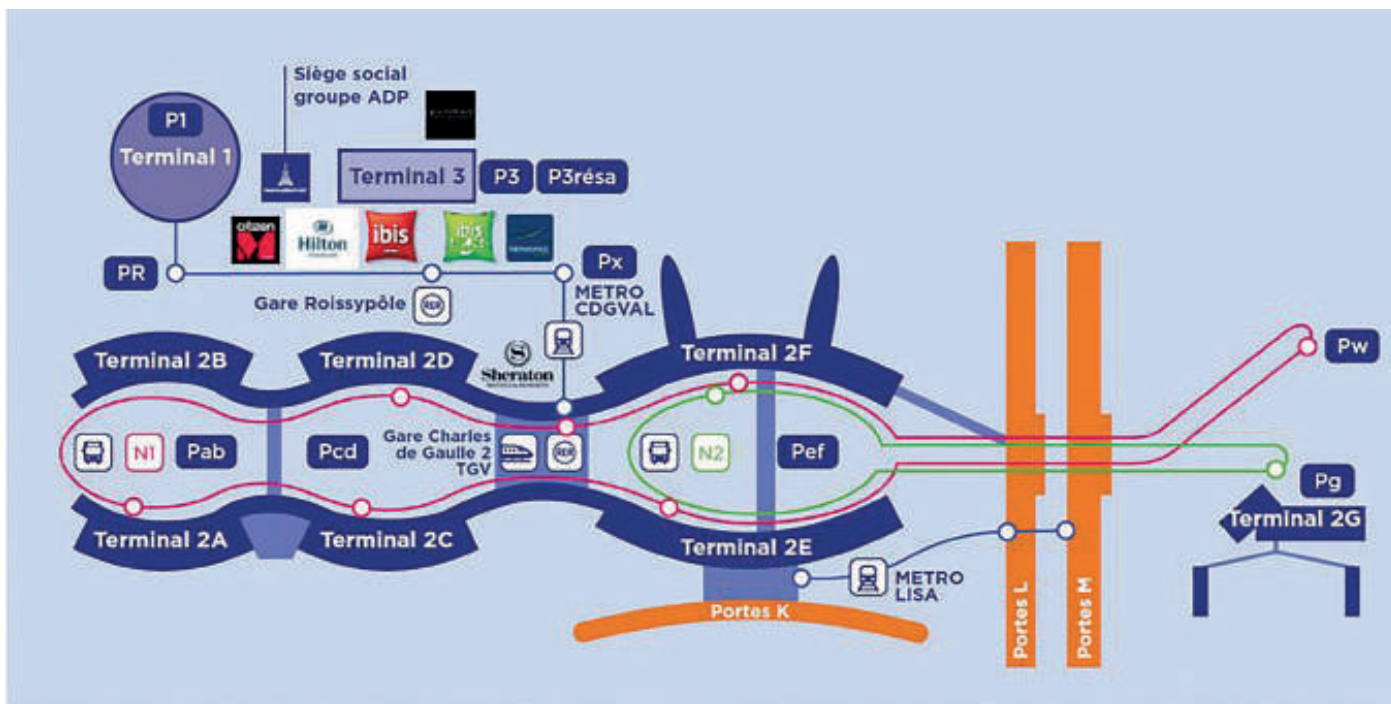 Siège social
groupe ADP
P1
Terminal 1
Terminal 3
P3
P3résa
citizen
M
Hilton
ibis
ibis
PR
Px
METRO
CDGVAL
Gare Roissypôle
RER
Terminal 2B
Terminal 2D
S
Sheraton
Terminal 2F
Pw
N1
Pab
Pcd
Gare Charles
de Gaulle 2
TGV
RER
N2
Pef
Pg
Terminal 2G
Terminal 2A
Terminal 2C
Terminal 2E
METRO
LISA
Portes K
Portes L
Portes M